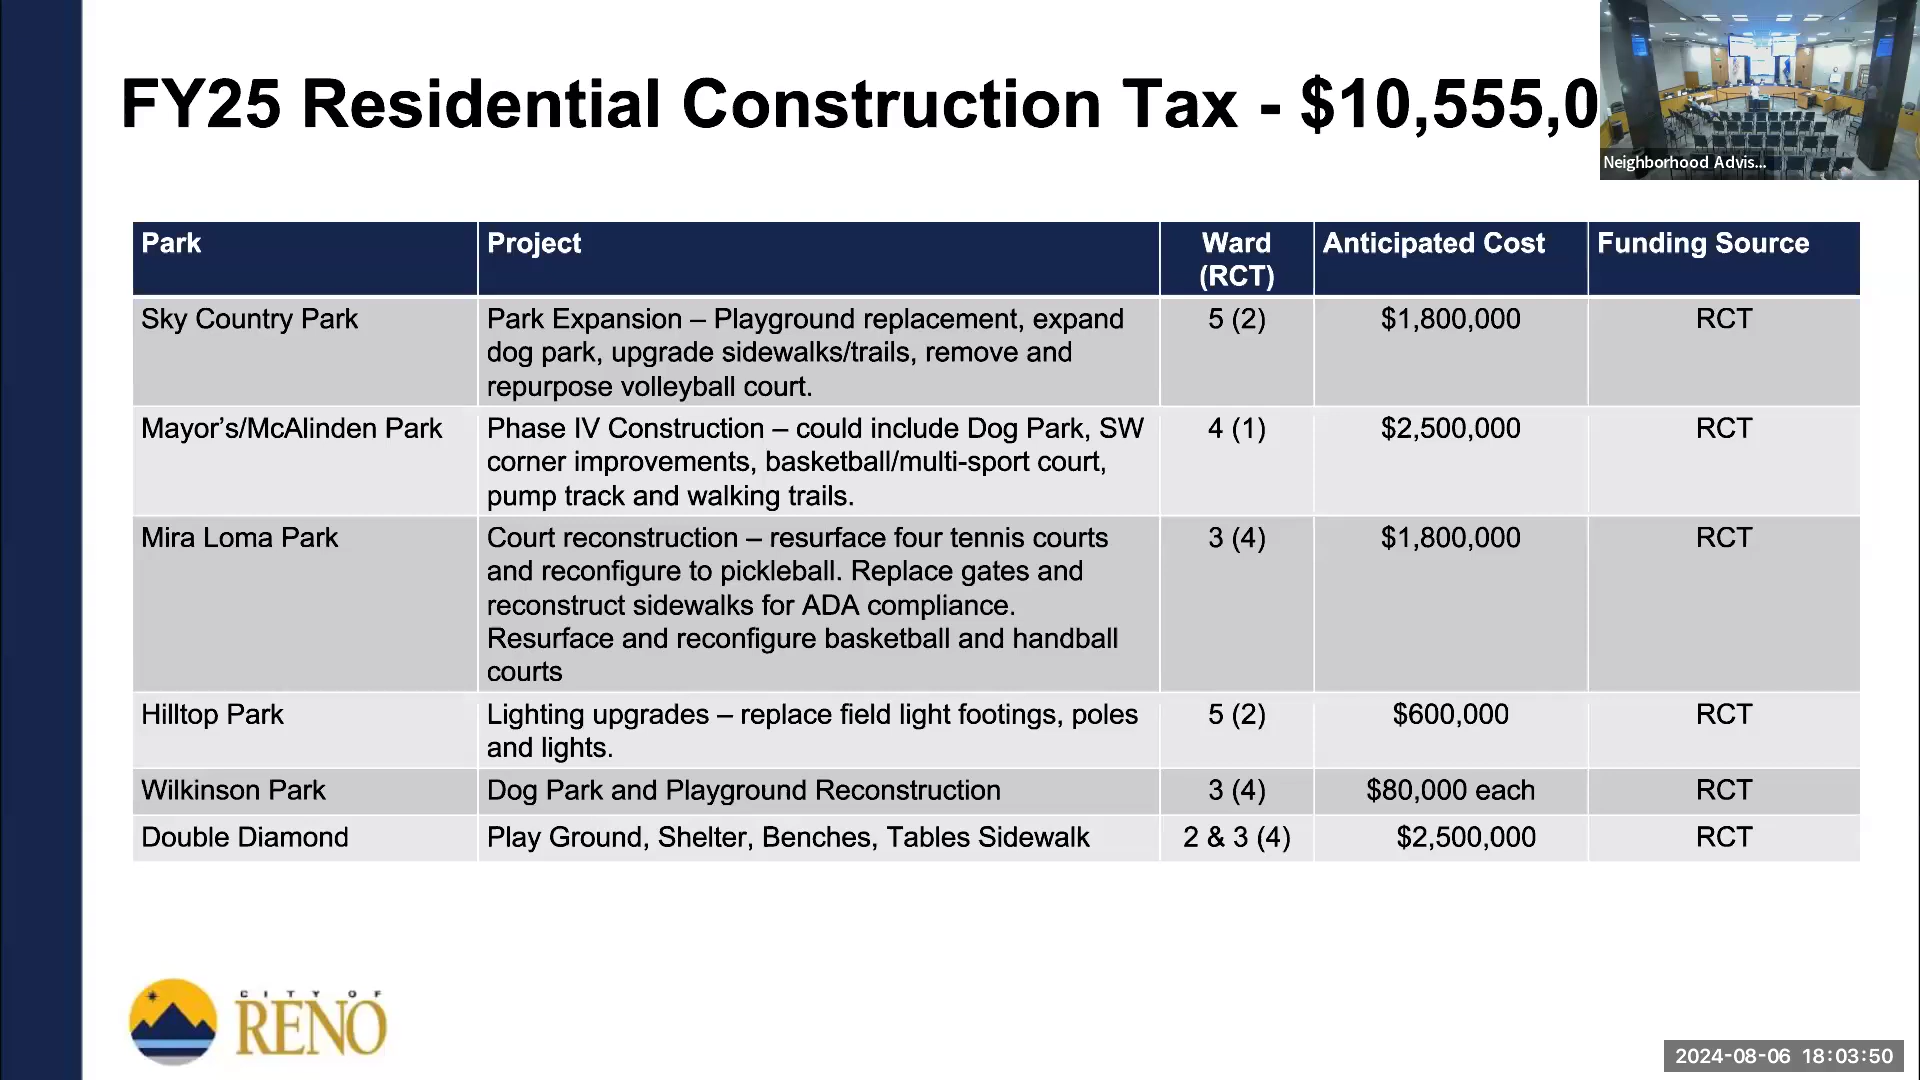 FY25 Residential Construction Tax - $10,555,0
Neighborhood Advis...
Park Project Ward (RCT) Anticipated Cost Funding Source
Sky Country Park
Park Expansion – Playground replacement, expand
dog park, upgrade sidewalks/trails, remove and
repurpose volleyball court.
5 (2)
$1,800,000
RCT
Mayor’s/McAlinden Park
Phase IV Construction – could include Dog Park, SW
corner improvements, basketball/multi-sport court,
pump track and walking trails.
4 (1)
$2,500,000
RCT
Mira Loma Park
Court reconstruction – resurface four tennis courts
and reconfigure to pickleball. Replace gates and
reconstruct sidewalks for ADA compliance.
Resurface and reconfigure basketball and handball
courts
3 (4)
$1,800,000
RCT
Hilltop Park
Lighting upgrades – replace field light footings, poles
and lights.
5 (2)
$600,000
RCT
Wilkinson Park
Dog Park and Playground Reconstruction
3 (4)
$80,000 each
RCT
Double Diamond
Play Ground, Shelter, Benches, Tables Sidewalk
2 & 3 (4)
$2,500,000
RCT
CITY OF
RENO
2024-08-06 18:03:50